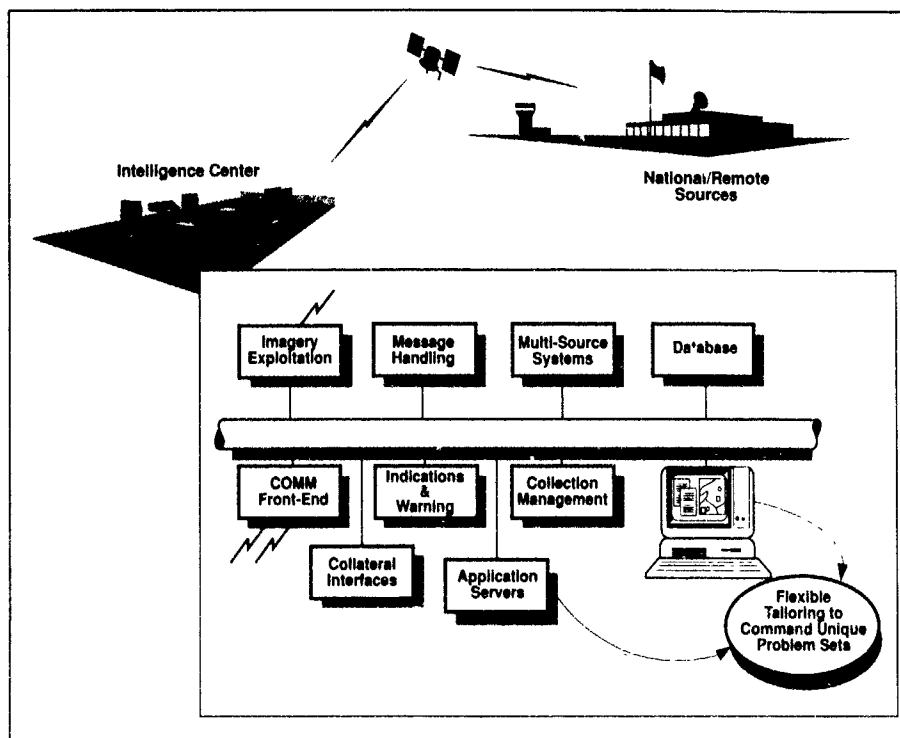 Intelligence Center
National/Remote
Sources
Imagery
Exploitation
Message
Handling
Multi-Source
Systems
Database
COMM
Front-End
Indications
&
Warning
Collection
Management
Collateral
Interfaces
Application
Servers
Flexible
Tailoring to
Command Unique
Problem Sets